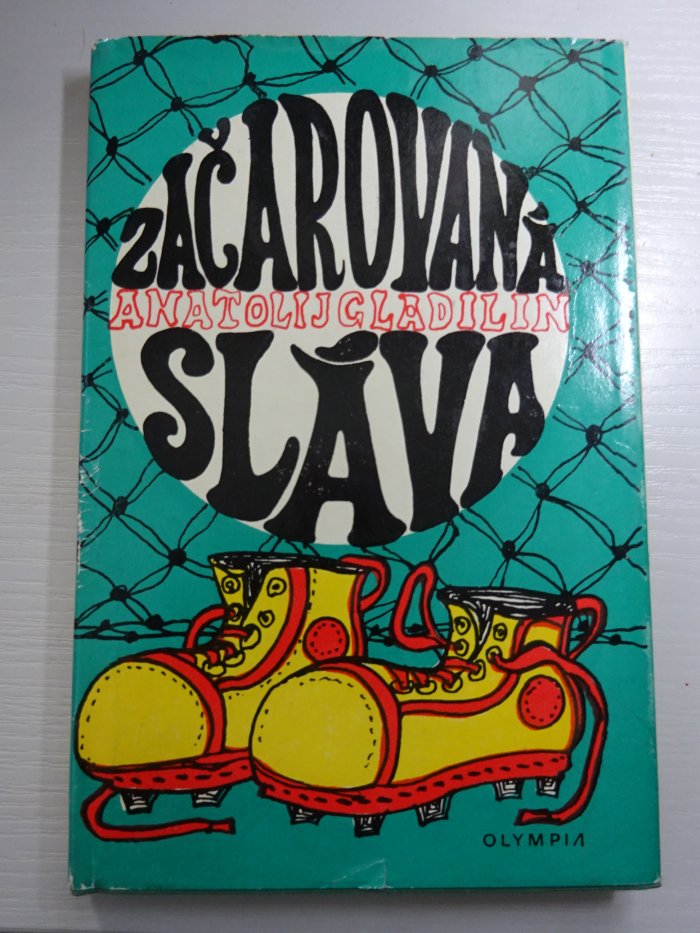 ZAČAROVANÁ
ANATOLIJ GLADILIN
SLÁVA
OLYMPIA